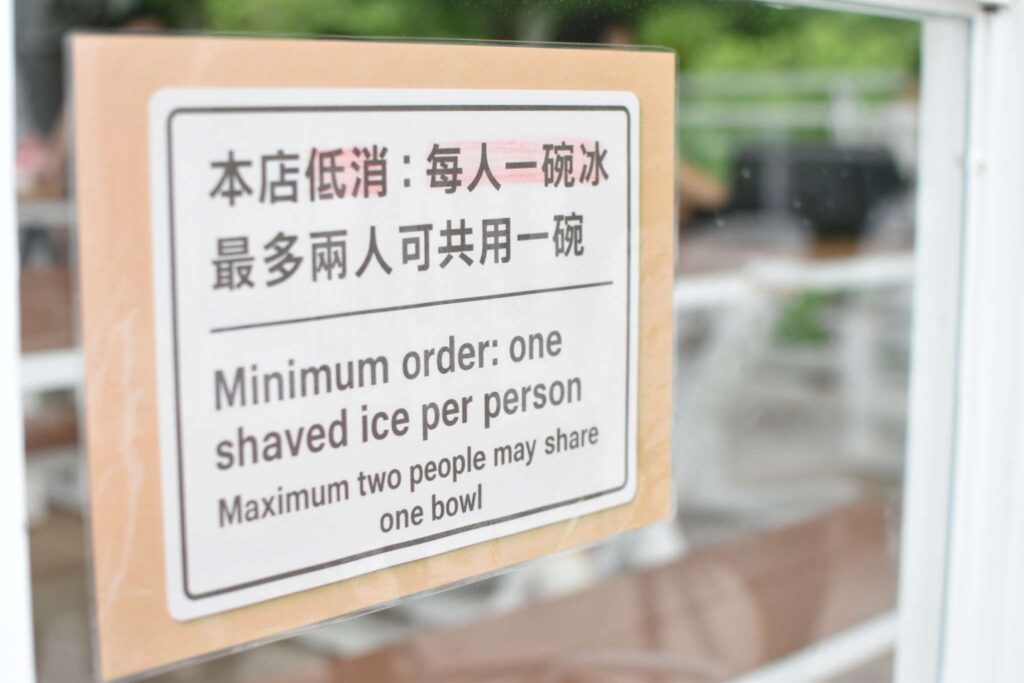 本店低消：每人一碗冰
最多兩人可共用一碗
Minimum order: one
shaved ice per person
Maximum two people may share
one bowl